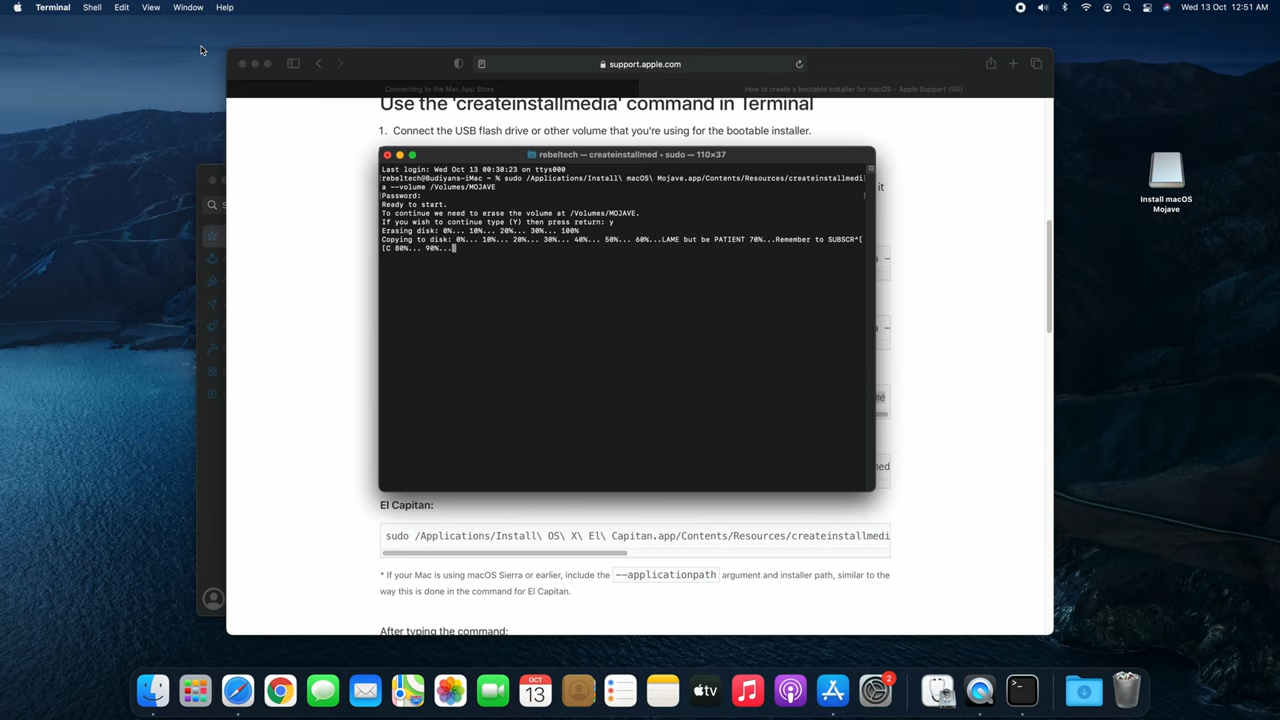 Terminal Shell Edit View Window Help
Wed 13 Oct 12:51 AM
support.apple.com
Connecting to the Mac App Store
How to create a bootable installer for macOS - Apple Support (SG)
Use the 'createinstallmedia' command in Terminal
1. Connect the USB flash drive or other volume that you're using for the bootable installer.
rebeltech — createinstallmed • sudo — 110×37
Last login: Wed Oct 13 00:30:23 on ttys000
[rebeltech@Budiyans-iMac ~ % sudo /Applications/Install\ macOS\ Mojave.app/Contents/Resources/createinstallmedi
a --volume /Volumes/MOJAVE
[Password:
Ready to start.
To continue we need to erase the volume at /Volumes/MOJAVE.
If you wish to continue type (Y) then press return: y
Erasing disk: 0%... 10%... 20%... 30%... 100%
Copying to disk: 0%... 10%... 20%... 30%... 40%... 50%... 60%...LAME but be PATIENT 70%...Remember to SUBSCR^[
[C 80%... 90%...
it
a –
a –
me
ned
El Capitan:
sudo /Applications/Install\ OS\ X\ El\ Capitan.app/Contents/Resources/createinstallmedi
* If your Mac is using macOS Sierra or earlier, include the --applicationpath argument and installer path, similar to the
way this is done in the command for El Capitan.
After typing the command:
Install macOS
Mojave
OCT
13
tv
2
>_